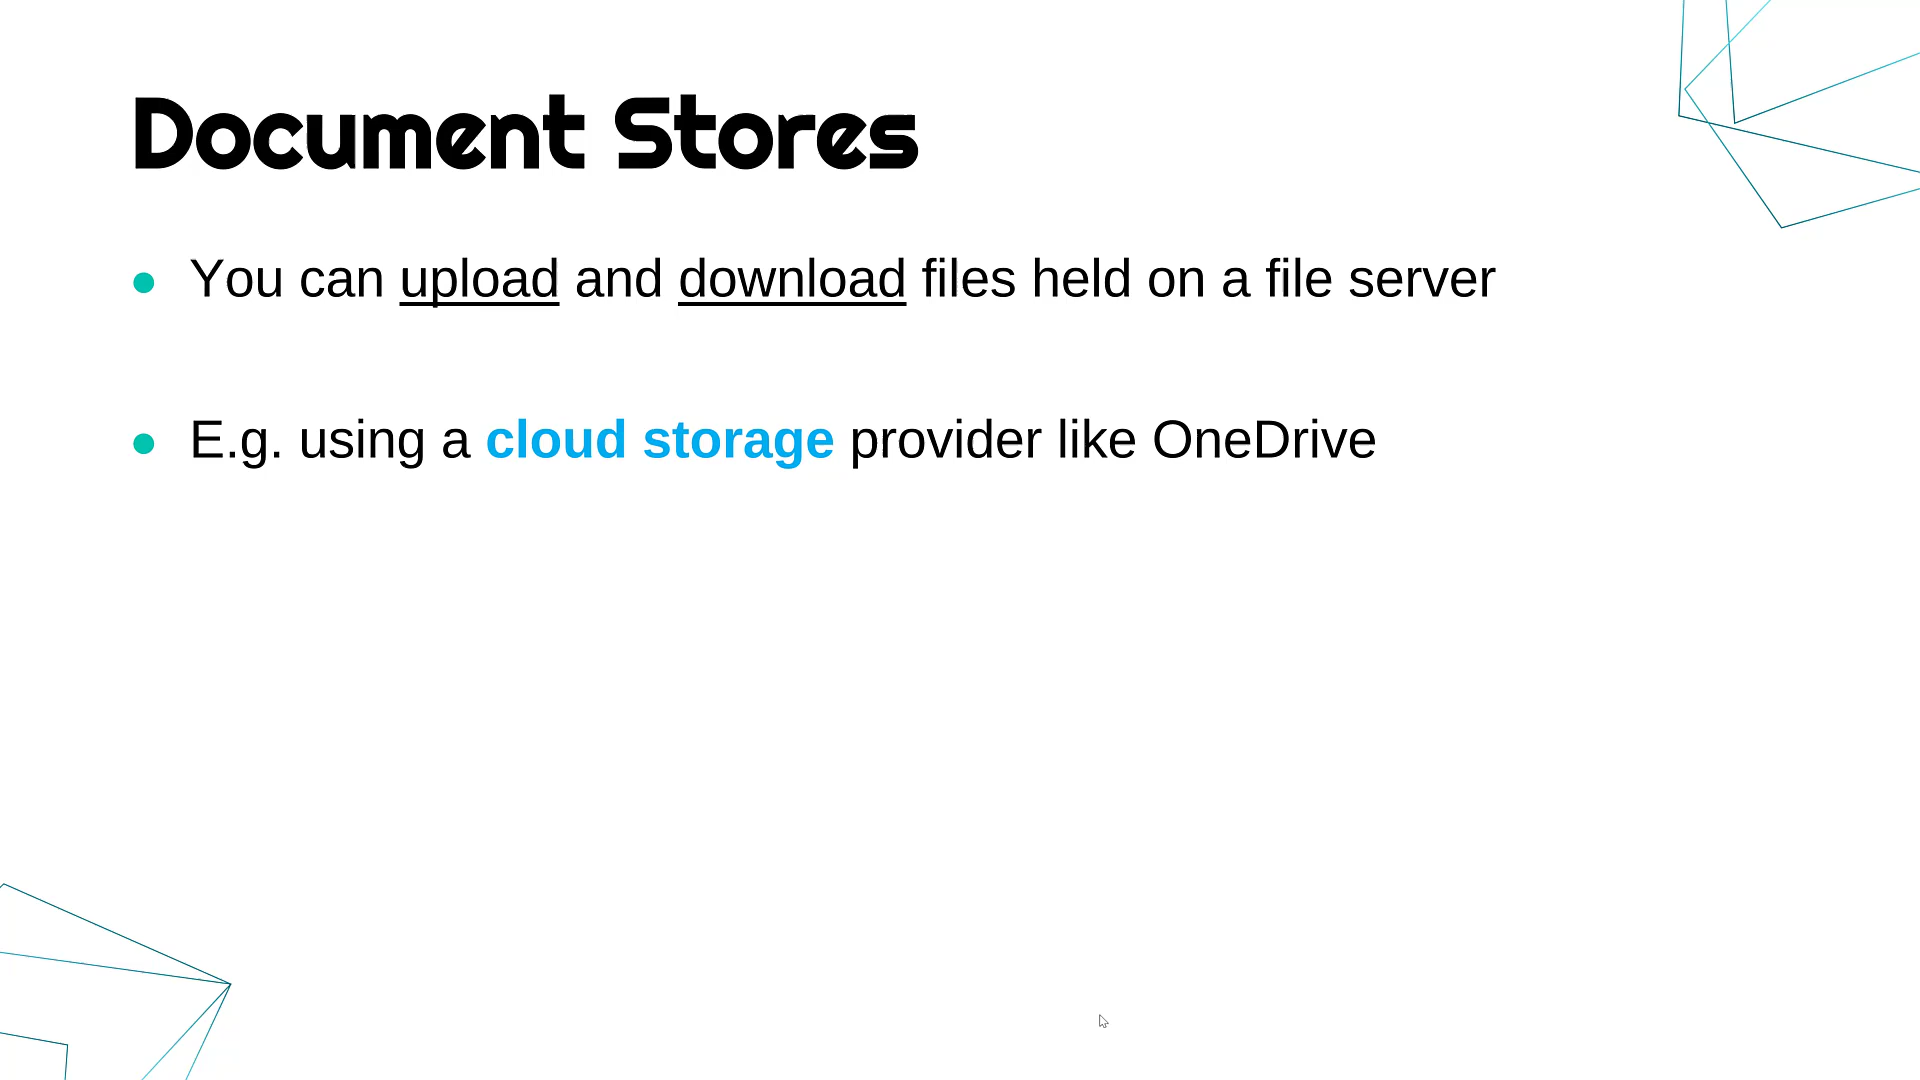 Document Stores
You can upload and download files held on a file server
E.g. using a cloud storage provider like OneDrive